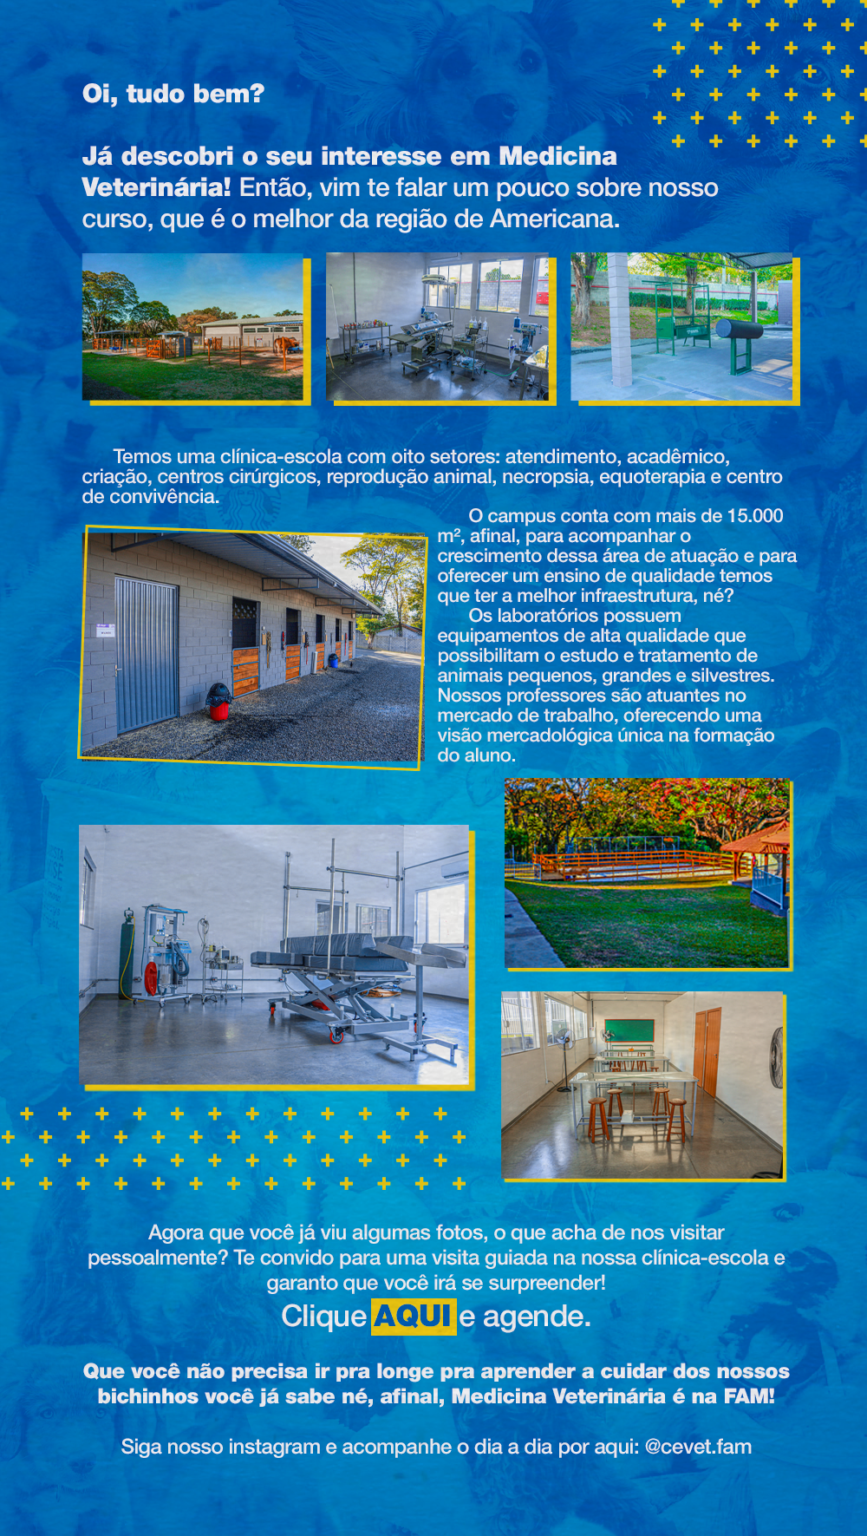 Oi, tudo bem?
Já descobri o seu interesse em Medicina
Veterinária! Então, vim te falar um pouco sobre nosso
curso, que é o melhor da região de Americana.
Temos uma clínica-escola com oito setores: atendimento, acadêmico,
criação, centros cirúrgicos, reprodução animal, necropsia, equoterapia e centro
de convivência.
O campus conta com mais de 15.000
m², afinal, para acompanhar o
crescimento dessa área de atuação e para
oferecer um ensino de qualidade temos
que ter a melhor infraestrutura, né?
Os laboratórios possuem
equipamentos de alta qualidade que
possibilitam o estudo e tratamento de
animais pequenos, grandes e silvestres.
Nossos professores são atuantes no
mercado de trabalho, oferecendo uma
visão mercadológica única na formação
do aluno.
Agora que você já viu algumas fotos, o que acha de nos visitar
pessoalmente? Te convido para uma visita guiada na nossa clínica-escola e
garanto que você irá se surpreender!
Clique AQUI e agende.
Que você não precisa ir pra longe pra aprender a cuidar dos nossos
bichinhos você já sabe né, afinal, Medicina Veterinária é na FAM!
Siga nosso instagram e acompanhe o dia a dia por aqui: @cevet.fam